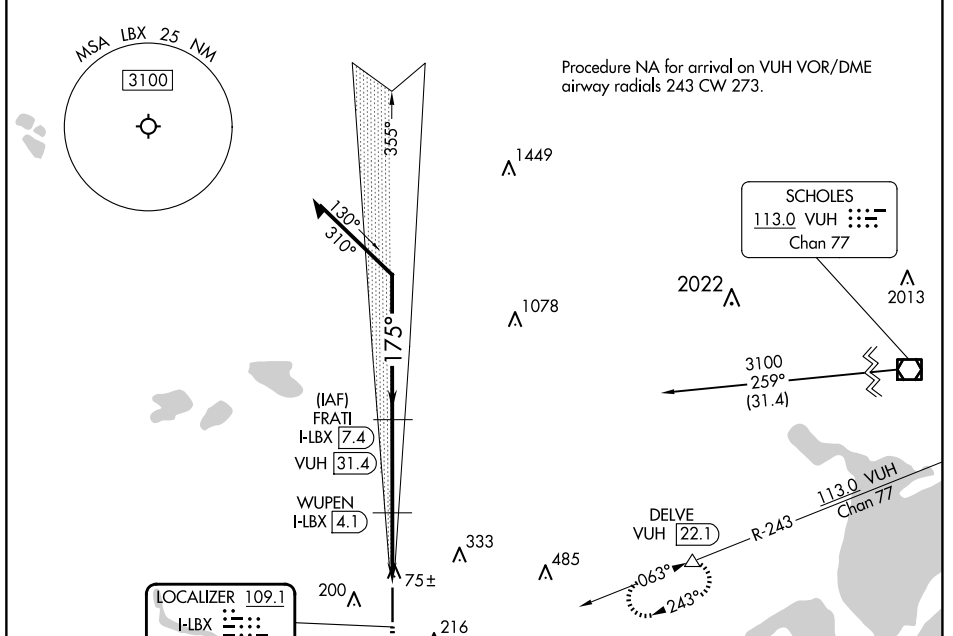 MSA LBX 25 NM
3100
Procedure NA for arrival on VUH VOR/DME
airway radials 243 CW 273.
355°
1449
SCHOLES
113.0 VUH
Chan 77
130°
310°
2022
2013
1078
175°
3100
259°
(31.4)
(IAF)
FRATI
I-LBX 7.4
VUH 31.4
WUPEN
I-LBX 4.1
113.0 VUH
Chan 77
R-243
DELVE
VUH 22.1
063°
243°
333
485
75±
200
LOCALIZER 109.1
I-LBX
216